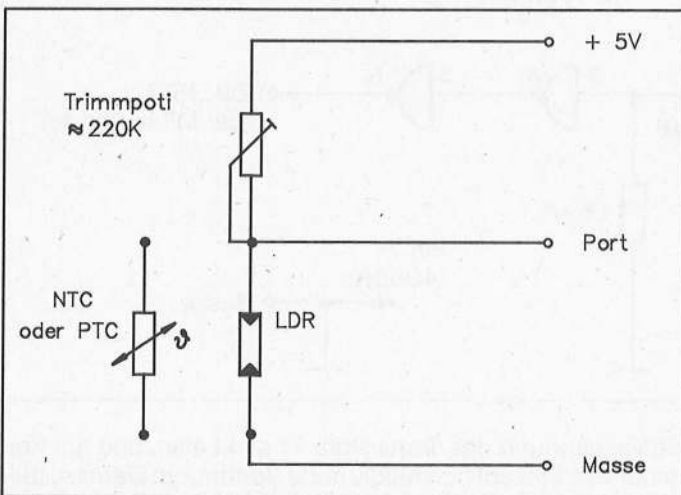 + 5V
Trimmpoti
≈ 220K
Port
NTC
oder PTC
ϑ
LDR
Masse